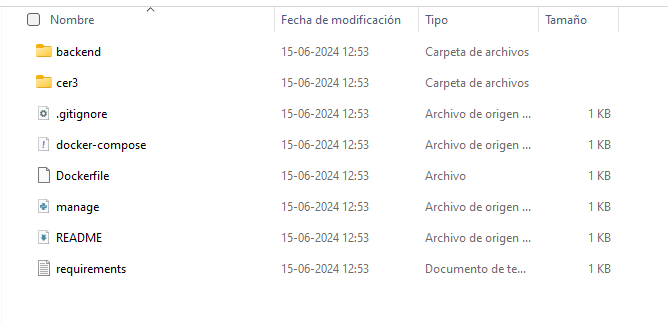 Nombre Fecha de modificación Tipo Tamaño
backend 15-06-2024 12:53 Carpeta de archivos
cer3 15-06-2024 12:53 Carpeta de archivos
.gitignore 15-06-2024 12:53 Archivo de origen ... 1 KB
docker-compose 15-06-2024 12:53 Archivo de origen ... 1 KB
Dockerfile 15-06-2024 12:53 Archivo 1 KB
manage 15-06-2024 12:53 Archivo de origen ... 1 KB
README 15-06-2024 12:53 Archivo de origen ... 1 KB
requirements 15-06-2024 12:53 Documento de te... 1 KB